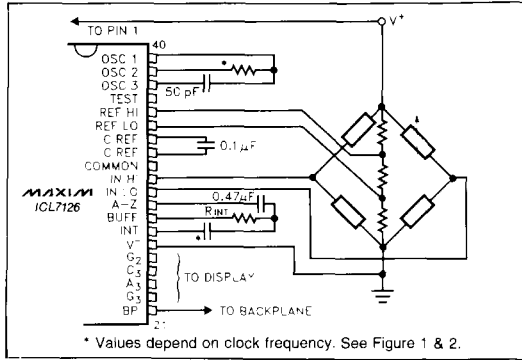 TO PIN 1
V+
40
OSC 1
OSC 2
OSC 3
TEST
REF HI
REF LO
C REF
C REF
COMMON
IN HI
IN LO
A-Z
BUFF
INT
V-
G2
C3
A3
G3
BP
21
*
50 pF
0.1μF
0.47μF
RINT
*
MAXIM
ICL7126
TO DISPLAY
TO BACKPLANE
* Values depend on clock frequency. See Figure 1 & 2.